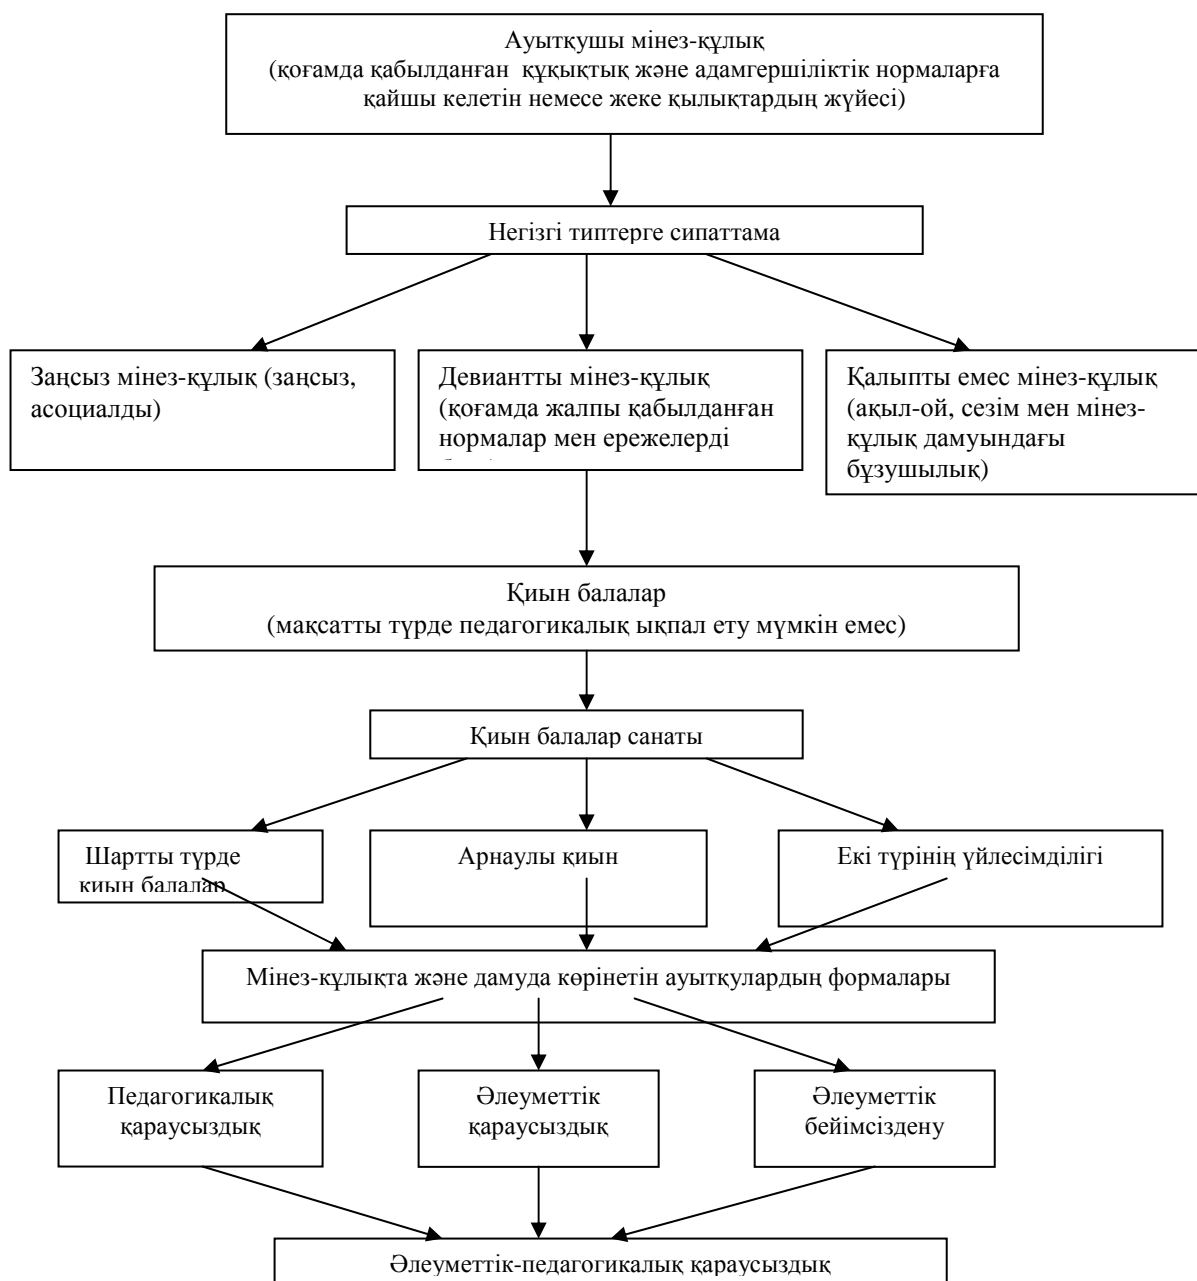 Ауытқушы мінез-құлық
(қоғамда қабылданған құқықтық және адамгершіліктік нормаларға
қайшы келетін немесе жеке қылықтардың жүйесі)
Негізгі типтерге сипаттама
Заңсыз мінез-құлық (заңсыз,
асоциалды)
Девиантты мінез-құлық
(қоғамда жалпы қабылданған
нормалар мен ережелерді
Қалыпты емес мінез-құлық
(ақыл-ой, сезім мен мінез-
құлық дамуындағы
бұзушылық)
Қиын балалар
(мақсатты түрде педагогикалық ықпал ету мүмкін емес)
Қиын балалар санаты
Шартты түрде
қиын балалар
Арнаулы қиын
Екі түрінің үйлесімділігі
Мінез-құлықта және дамуда көрінетін ауытқулардың формалары
Педагогикалық
қараусыздық
Әлеуметтік
қараусыздық
Әлеуметтік
бейімсіздену
Әлеуметтік-педагогикалық қараусыздық